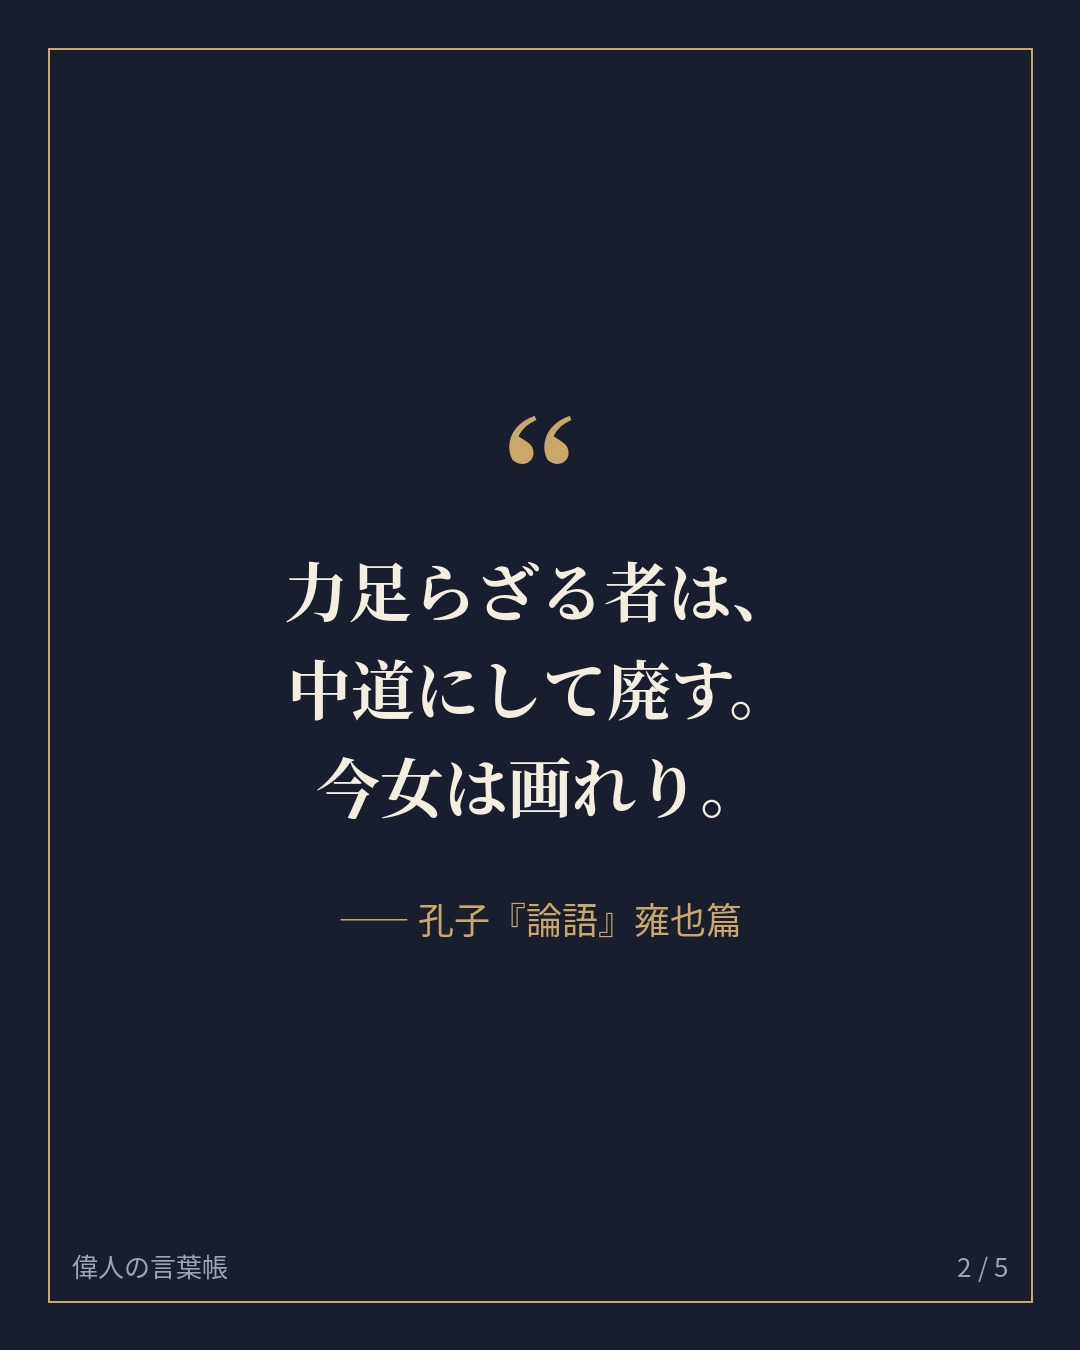 “
力足らざる者は、
中道にして廃す。
今女は画れり。
—— 孔子『論語』雍也篇
偉人の言葉帳
2 / 5